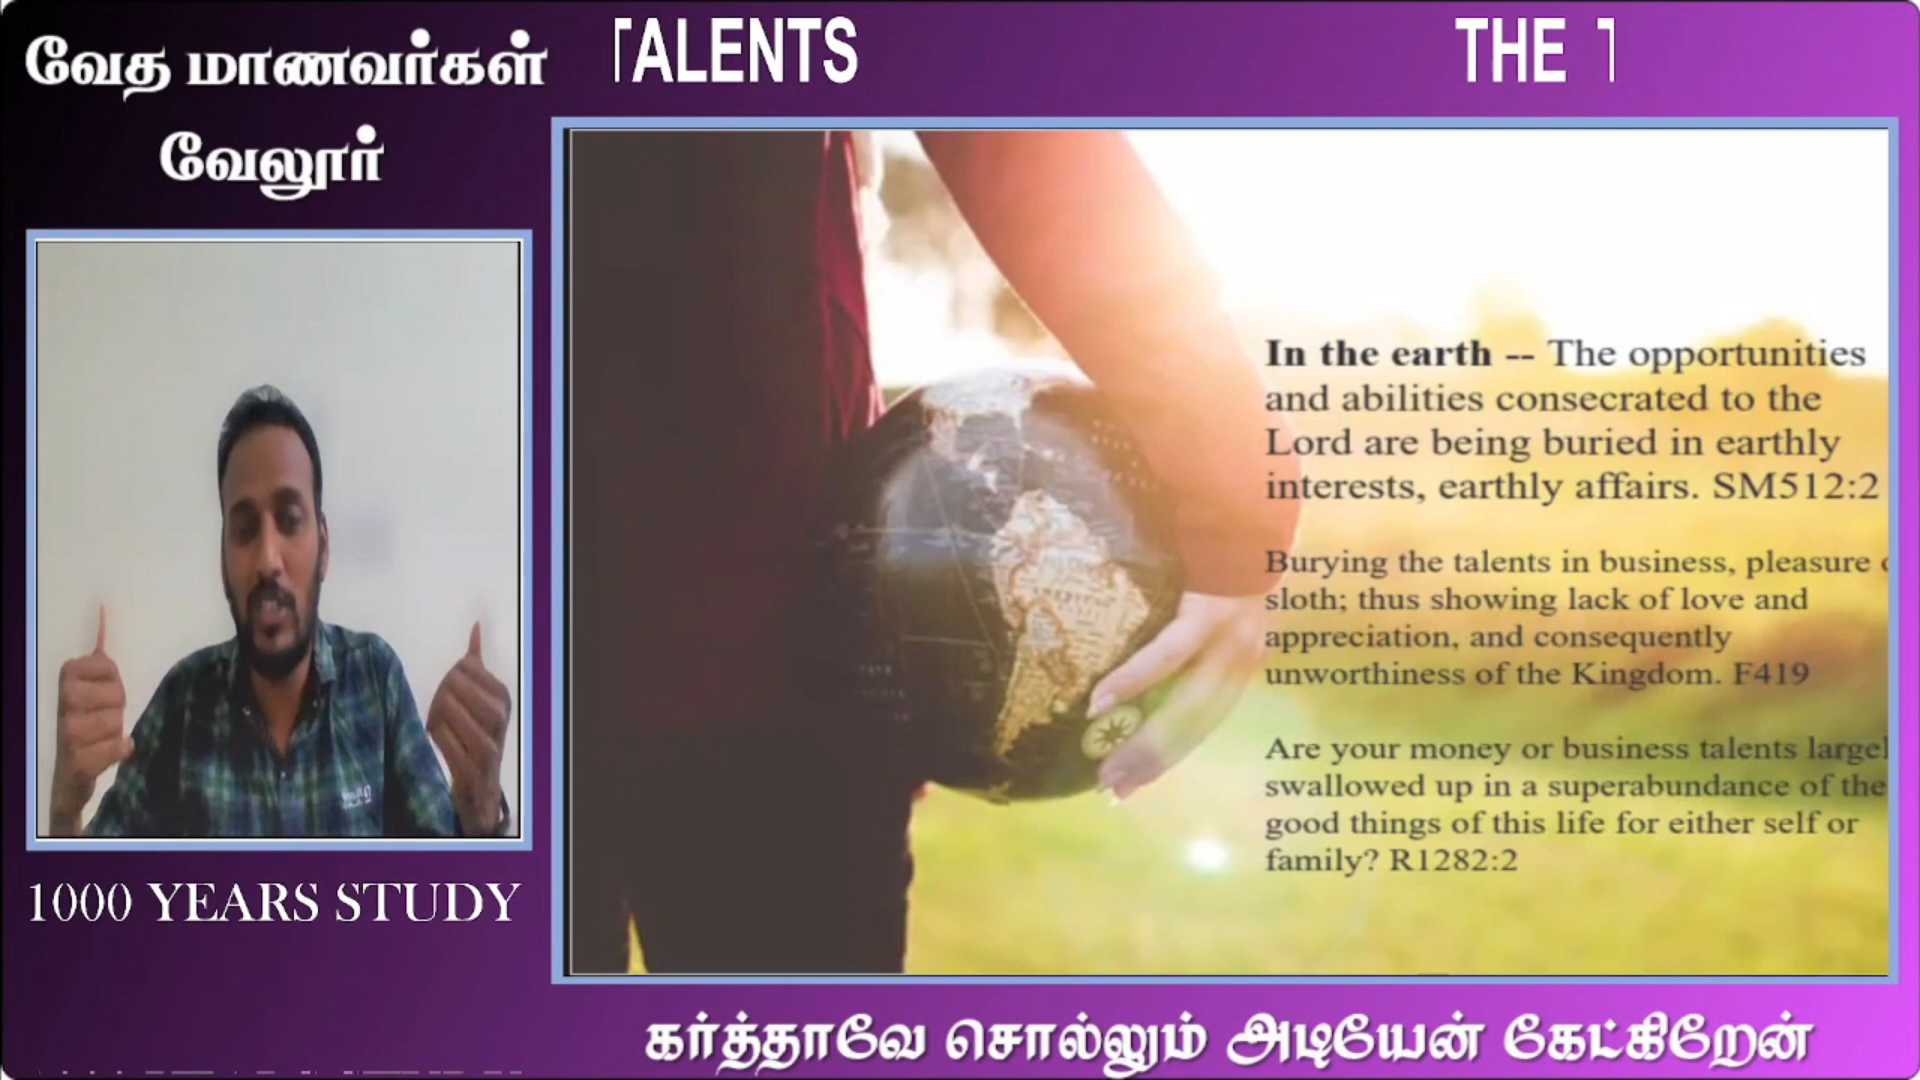 வேத மாணவர்கள்
வேலூர்
TALENTS THE T
1000 YEARS STUDY
In the earth -- The opportunities
and abilities consecrated to the
Lord are being buried in earthly
interests, earthly affairs. SM512:2
Burying the talents in business, pleasure
sloth; thus showing lack of love and
appreciation, and consequently
unworthiness of the Kingdom. F419
Are your money or business talents largel
swallowed up in a superabundance of the
good things of this life for either self or
family? R1282:2
கர்த்தாவே சொல்லும் அடியேன் கேட்கிறேன்